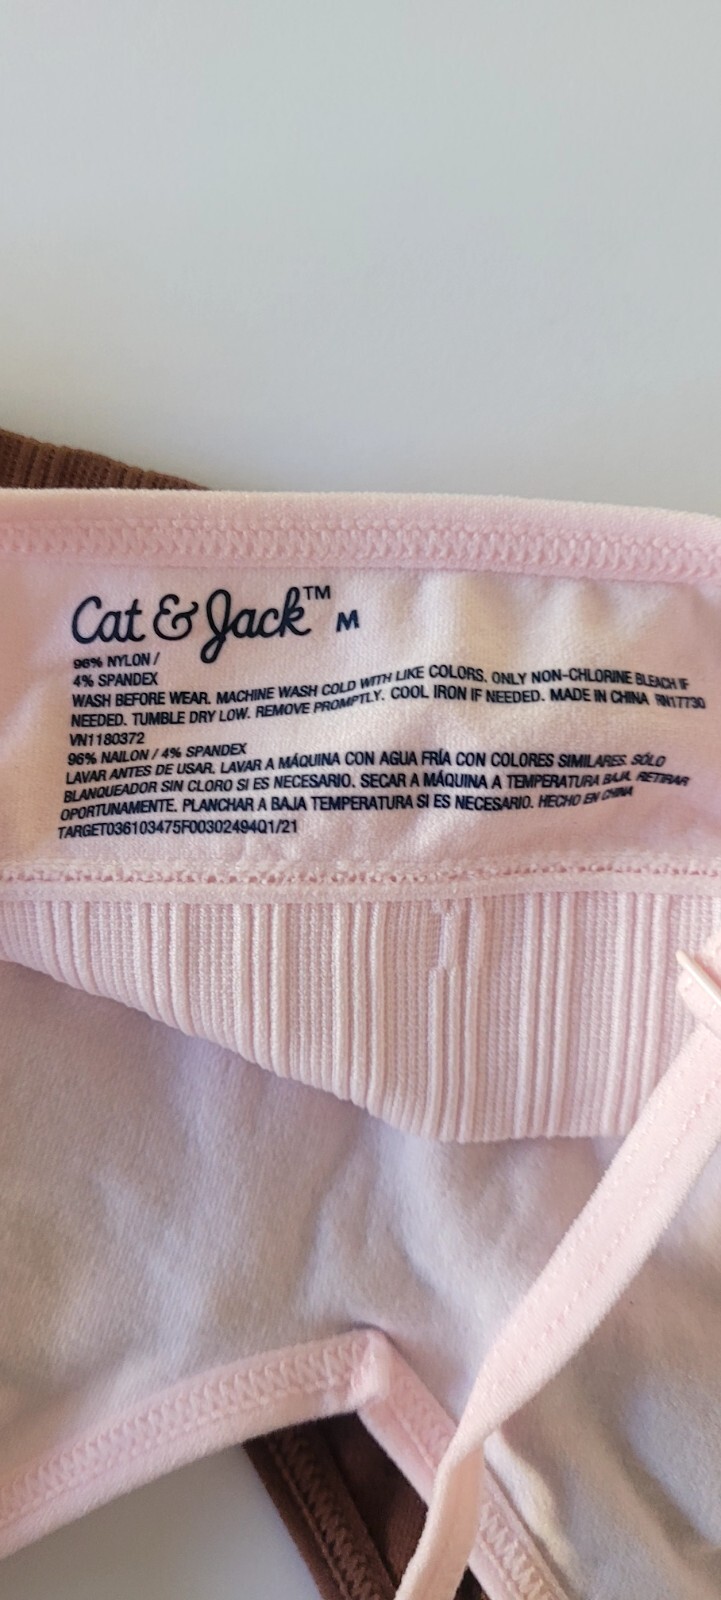 Cat & Jack™ M
96% NYLON /
4% SPANDEX
WASH BEFORE WEAR. MACHINE WASH COLD WITH LIKE COLORS. ONLY NON-CHLORINE BLEACH IF
NEEDED. TUMBLE DRY LOW. REMOVE PROMPTLY. COOL IRON IF NEEDED. MADE IN CHINA RN17730
VN1180372
96% NAILON / 4% SPANDEX
LAVAR ANTES DE USAR. LAVAR A MÁQUINA CON AGUA FRÍA CON COLORES SIMILARES. SÓLO
BLANQUEADOR SIN CLORO SI ES NECESARIO. SECAR A MÁQUINA A TEMPERATURA BAJA. RETIRAR
OPORTUNAMENTE. PLANCHAR A BAJA TEMPERATURA SI ES NECESARIO. HECHO EN CHINA
TARGET036103475F00302494Q1/21